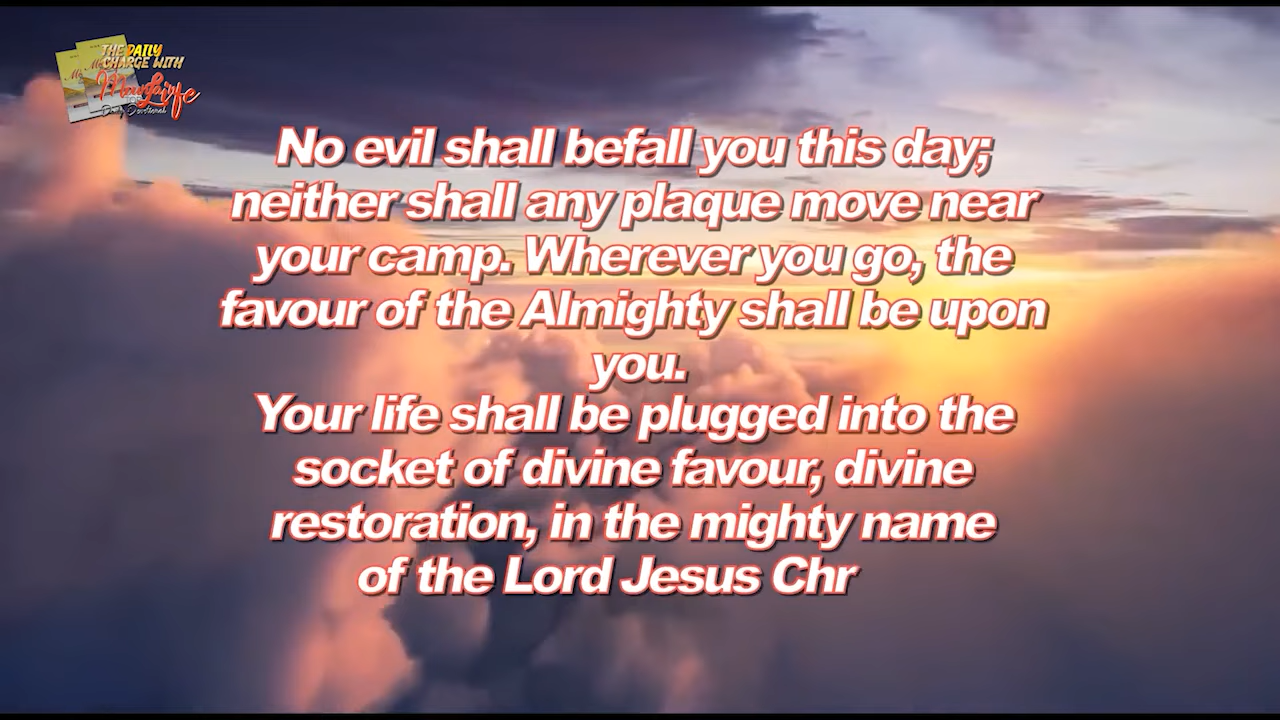 THE DAILY
CHARGE WITH
No evil shall befall you this day;
neither shall any plaque move near
your camp. Wherever you go, the
favour of the Almighty shall be upon
you.
Your life shall be plugged into the
socket of divine favour, divine
restoration, in the mighty name
of the Lord Jesus Chr